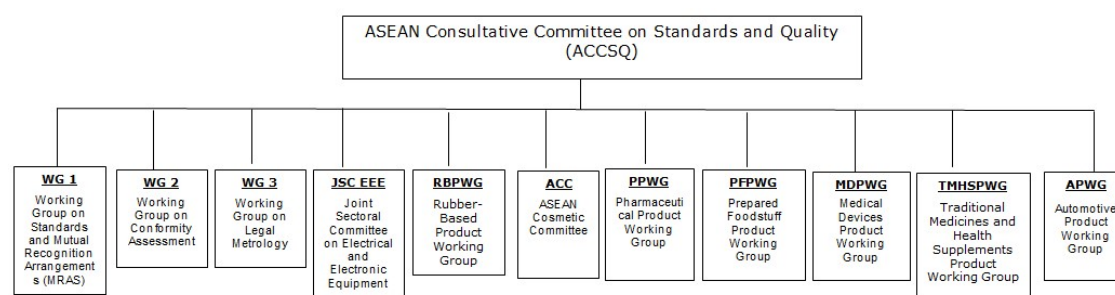 ASEAN Consultative Committee on Standards and Quality
(ACCSQ)
WG 1
Working
Group on
Standards
and Mutual
Recognition
Arrangement
s (MRAS)
WG 2
Working
Group on
Conformity
Assessment
WG 3
Working
Group on
Legal
Metrology
JSC EEE
Joint
Sectoral
Committee
on Electrical
and
Electronic
Equipment
RBPWG
Rubber-
Based
Product
Working
Group
ACC
ASEAN
Cosmetic
Committee
PPWG
Pharmaceuti
cal Product
Working
Group
PFPWG
Prepared
Foodstuff
Product
Working
Group
MDPWG
Medical
Devices
Product
Working
Group
TMHSPWG
Traditional
Medicines and
Health
Supplements
Product
Working Group
APWG
Automotive
Product
Working
Group